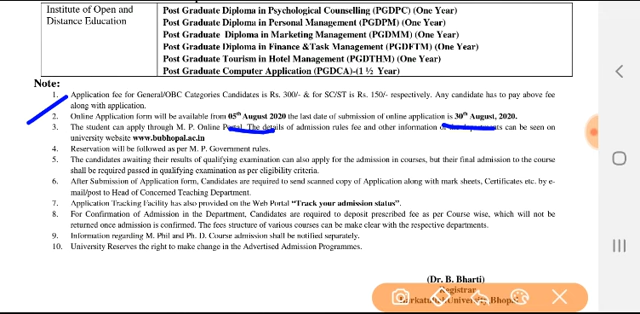 Institute of Open and Distance Education
Post Graduate Diploma in Psychological Counselling (PGDPC) (One Year)
Post Graduate Diploma in Personal Management (PGDPM) (One Year)
Post Graduate Diploma in Marketing Management (PGDMM) (One Year)
Post Graduate Diploma in Finance &Task Management (PGDFTM) (One Year)
Post Graduate Tourism in Hotel Management (PGDTHM) (One Year)
Post Graduate Computer Application (PGDCA)-(1 ½ Year)
Note:
1. Application fee for General/OBC Categories Candidates is Rs. 300/- & for SC/ST is Rs. 150/- respectively. Any candidate has to pay above fee
along with application.
2. Online Application form will be available from 05th August 2020 the last date of submission of online application is 30th August, 2020.
3. The student can apply through M. P. Online Portal. The details of admission rules fee and other information of the departments can be seen on
university website www.bubhopal.ac.in
4. Reservation will be followed as per M. P. Government rules.
5. The candidates awaiting their results of qualifying examination can also apply for the admission in courses, but their final admission to the course
shall be required passed in qualifying examination as per eligibility criteria.
6. After Submission of Application form, Candidates are required to send scanned copy of Application along with mark sheets, Certificates etc. by e-
mail/post to Head of Concerned Teaching Department.
7. Application Tracking Facility has also provided on the Web Portal “Track your admission status”.
8. For Confirmation of Admission in the Department, Candidates are required to deposit prescribed fee as per Course wise, which will not be
returned once admission is confirmed. The fees structure of various courses can be make clear with the respective departments.
9. Information regarding M. Phil and Ph. D. Course admission shall be notified separately.
10. University Reserves the right to make change in the Advertised Admission Programmes.
(Dr. B. Bharti)
Registrar
Bhopal